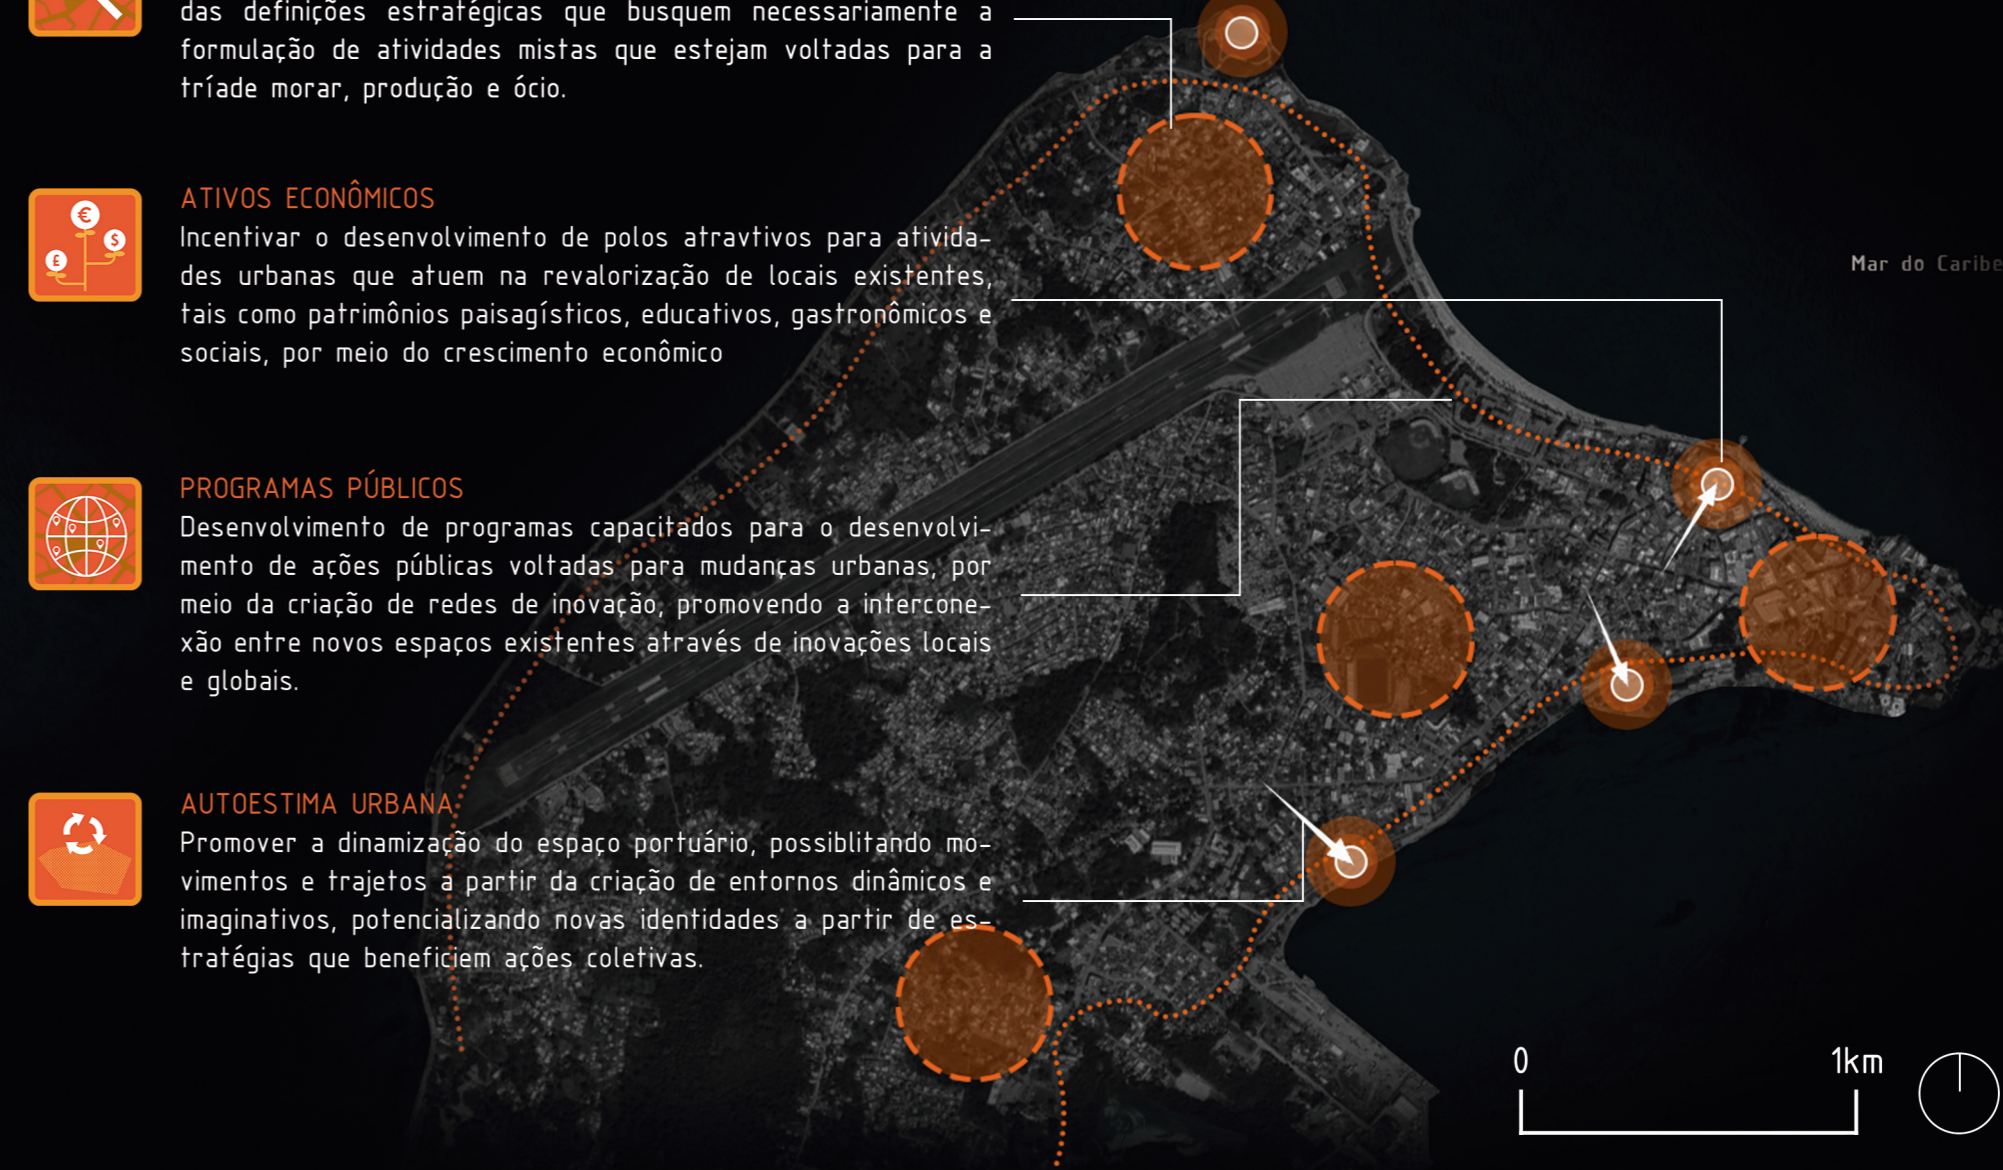 das definições estratégicas que busquem necessariamente a
formulação de atividades mistas que estejam voltadas para a
tríade morar, produção e ócio.
ATIVOS ECONÔMICOS
Incentivar o desenvolvimento de polos atravtivos para ativida-
des urbanas que atuem na revalorização de locais existentes,
tais como patrimônios paisagísticos, educativos, gastronômicos e
sociais, por meio do crescimento econômico
€
$
£
Mar do Caribe
PROGRAMAS PÚBLICOS
Desenvolvimento de programas capacitados para o desenvolvi-
mento de ações públicas voltadas para mudanças urbanas, por
meio da criação de redes de inovação, promovendo a intercone-
xão entre novos espaços existentes através de inovações locais
e globais.
AUTOESTIMA URBANA
Promover a dinamização do espaço portuário, possiblitando mo-
vimentos e trajetos a partir da criação de entornos dinâmicos e
imaginativos, potencializando novas identidades a partir de es-
tratégias que beneficiem ações coletivas.
0 1km